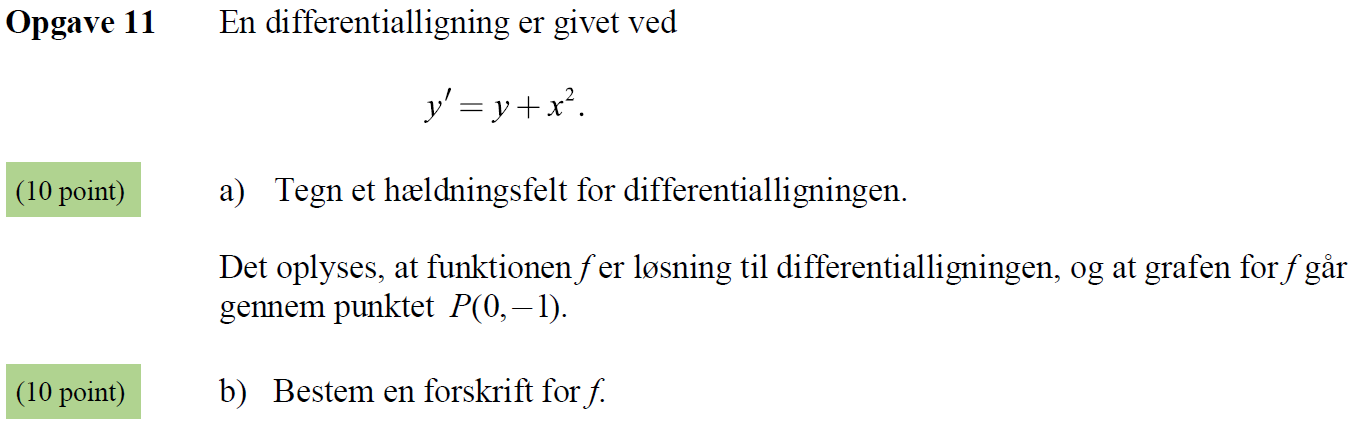 Opgave 11 En differentialligning er givet ved
y′ = y + x².
(10 point) a) Tegn et hældningsfelt for differentialligningen.
Det oplyses, at funktionen f er løsning til differentialligningen, og at grafen for f går
gennem punktet P(0,−1).
(10 point) b) Bestem en forskrift for f.